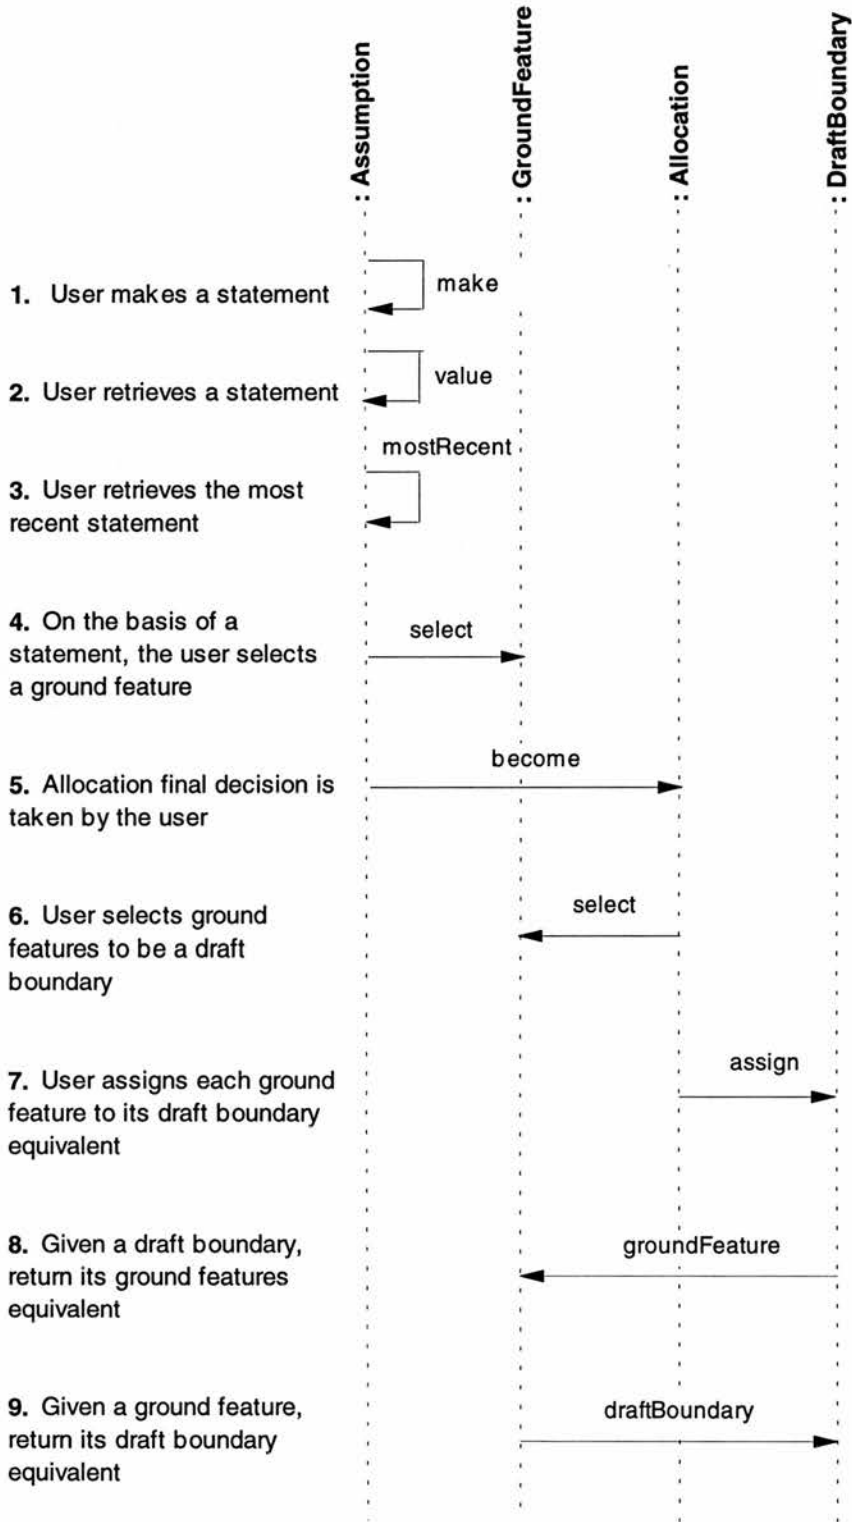 : Assumption
: GroundFeature
: Allocation
: DraftBoundary
1. User makes a statement
make
2. User retrieves a statement
value
mostRecent
3. User retrieves the most
recent statement
4. On the basis of a
statement, the user selects
a ground feature
select
become
5. Allocation final decision is
taken by the user
select
6. User selects ground
features to be a draft
boundary
assign
7. User assigns each ground
feature to its draft boundary
equivalent
8. Given a draft boundary,
return its ground features
equivalent
groundFeature
9. Given a ground feature,
return its draft boundary
equivalent
draftBoundary